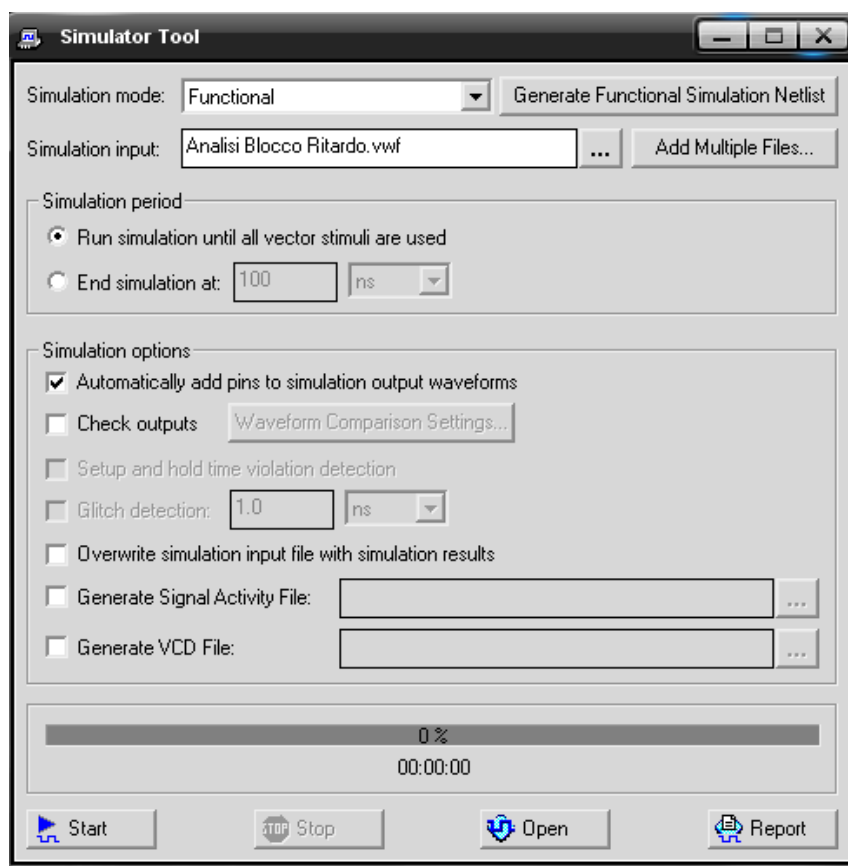 Simulator Tool
Simulation mode: Functional Generate Functional Simulation Netlist
Simulation input: Analisi Blocco Ritardo.vwf ... Add Multiple Files...
Simulation period
Run simulation until all vector stimuli are used
End simulation at: 100 ns
Simulation options
Automatically add pins to simulation output waveforms
Check outputs Waveform Comparison Settings...
Setup and hold time violation detection
Glitch detection: 1.0 ns
Overwrite simulation input file with simulation results
Generate Signal Activity File: ...
Generate VCD File: ...
0 %
00:00:00
Start STOP Stop Open Report